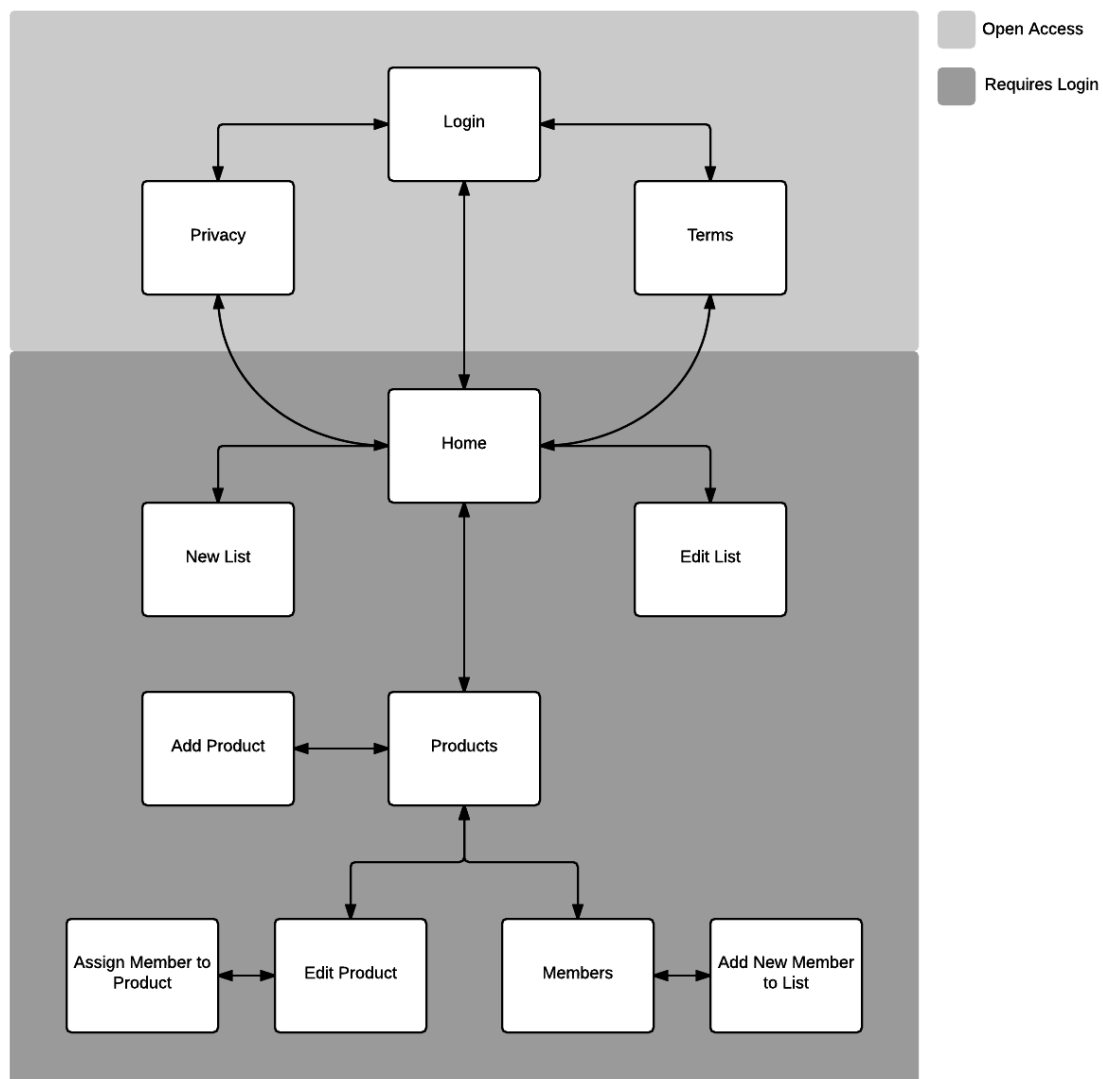 Open Access
Requires Login
Login
Privacy
Terms
Home
New List
Edit List
Add Product
Products
Assign Member to
Product
Edit Product
Members
Add New Member
to List